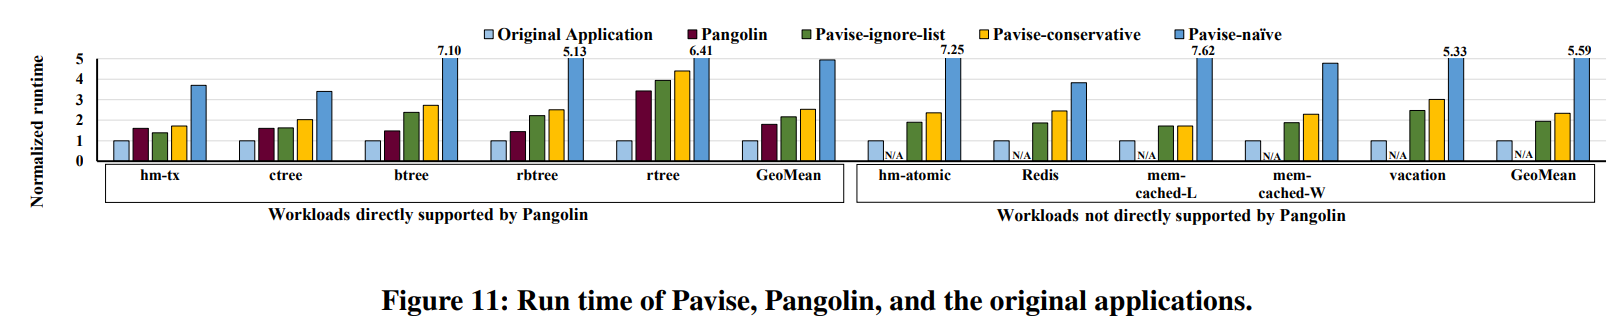 Original Application Pangolin Pavise-ignore-list Pavise-conservative Pavise-naïve
7.10 5.13 6.41 7.25 7.62 5.33 5.59
Normalized runtime
5
4
3
2
1
0
N/A N/A N/A N/A N/A N/A
hm-tx ctree btree rbtree rtree GeoMean hm-atomic Redis mem-cached-L mem-cached-W vacation GeoMean
Workloads directly supported by Pangolin Workloads not directly supported by Pangolin
Figure 11: Run time of Pavise, Pangolin, and the original applications.